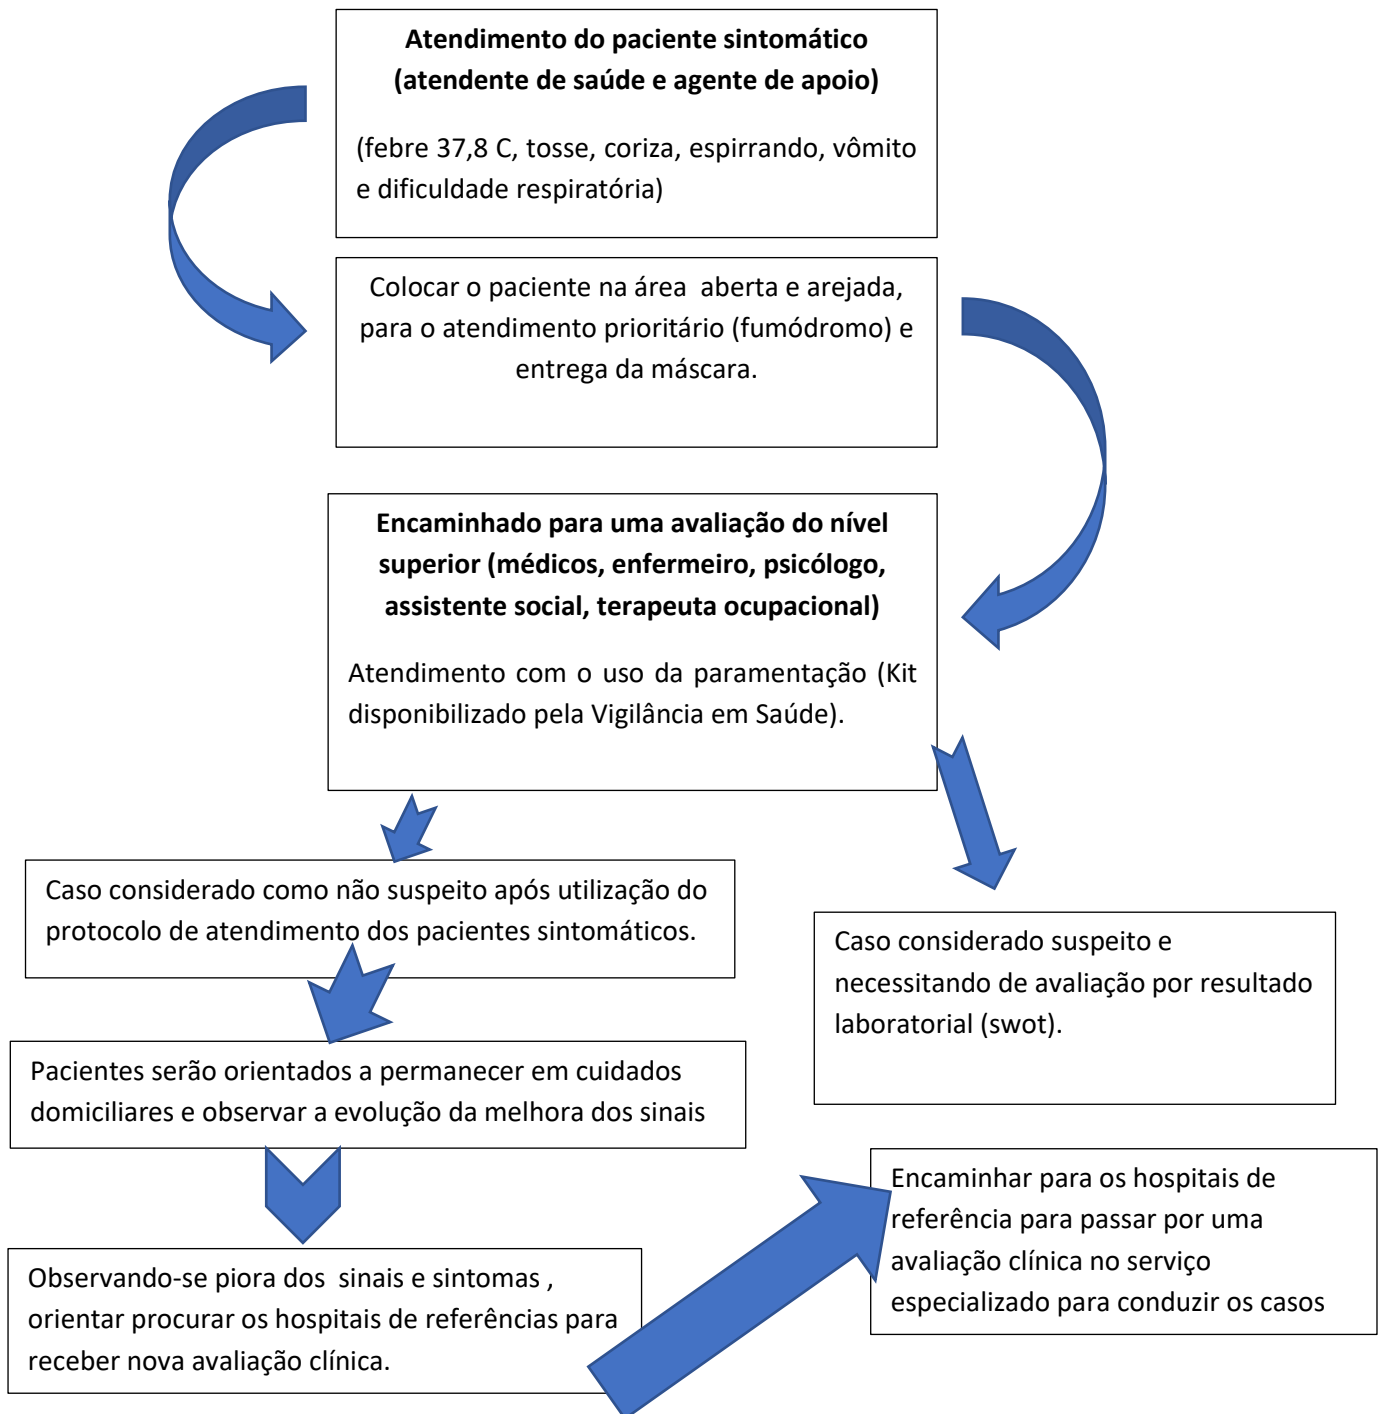 Atendimento do paciente sintomático
(atendente de saúde e agente de apoio)
(febre 37,8 C, tosse, coriza, espirrando, vômito
e dificuldade respiratória)
Colocar o paciente na área aberta e arejada,
para o atendimento prioritário (fumódromo) e
entrega da máscara.
Encaminhado para uma avaliação do nível
superior (médicos, enfermeiro, psicólogo,
assistente social, terapeuta ocupacional)
Atendimento com o uso da paramentação (Kit
disponibilizado pela Vigilância em Saúde).
Caso considerado como não suspeito após utilização do
protocolo de atendimento dos pacientes sintomáticos.
Caso considerado suspeito e
necessitando de avaliação por resultado
laboratorial (swot).
Pacientes serão orientados a permanecer em cuidados
domiciliares e observar a evolução da melhora dos sinais
Encaminhar para os hospitais de
referência para passar por uma
avaliação clínica no serviço
especializado para conduzir os casos
Observando-se piora dos sinais e sintomas ,
orientar procurar os hospitais de referências para
receber nova avaliação clínica.